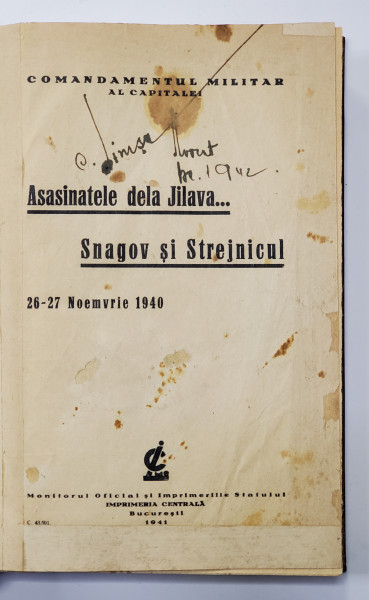 COMANDAMENTUL MILITAR
AL CAPITALEI
C.
1942.
Asasinatele dela Jilava...
Snagov și Strejnicul
26-27 Noemvrie 1940
Monitorul Oficial și Imprimeriile Statului
IMPRIMERIA CENTRALĂ
București
1941